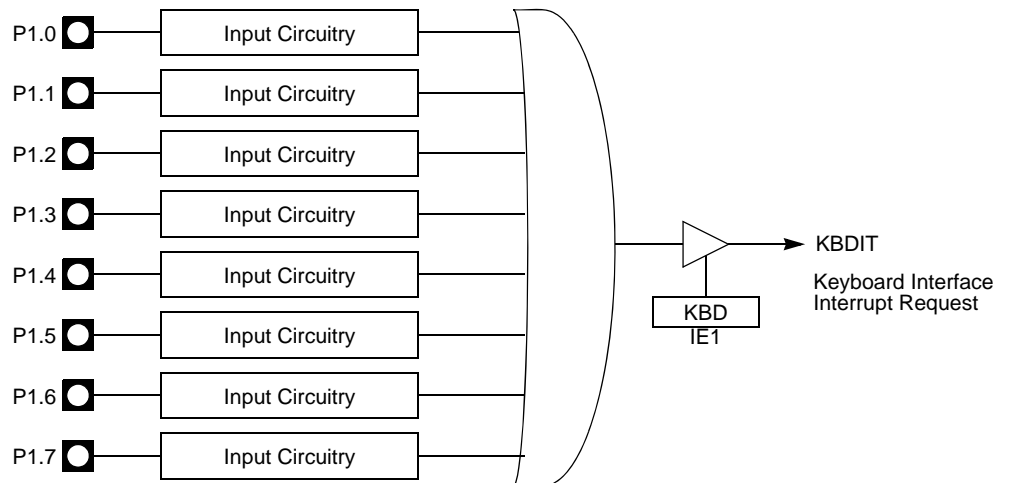 P1.0 Input Circuitry
P1.1 Input Circuitry
P1.2 Input Circuitry
P1.3 Input Circuitry
P1.4 Input Circuitry
P1.5 Input Circuitry
P1.6 Input Circuitry
P1.7 Input Circuitry
KBDIT
Keyboard Interface
Interrupt Request
KBD
IE1